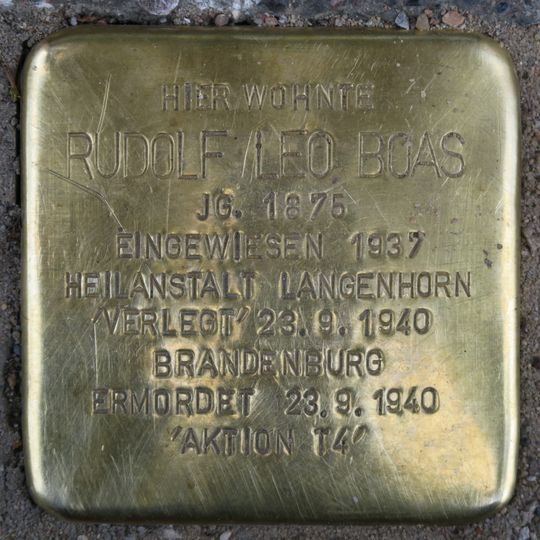 HIER WOHNTE
RUDOLF /LEO BOAS
JG. 1875
EINGEWIESEN 1937
HEILANSTALT LANGENHORN
'VERLEGT' 23.9.1940
BRANDENBURG
ERMORDET 23.9.1940
'AKTION T4'